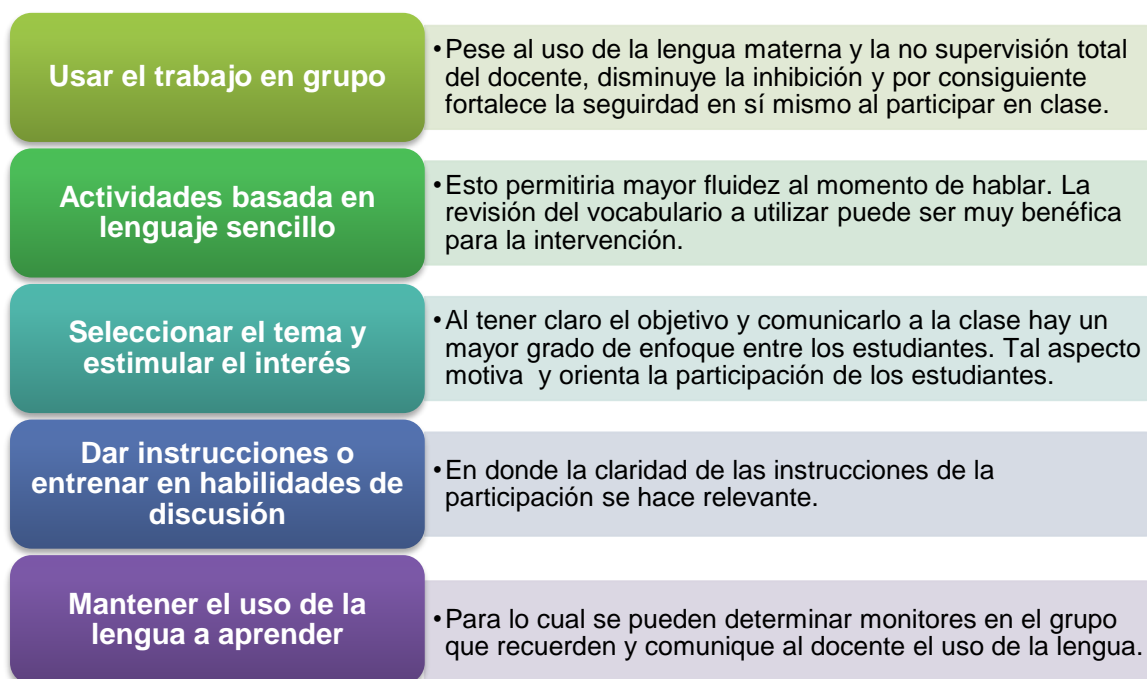 Usar el trabajo en grupo
•Pese al uso de la lengua materna y la no supervisión total
del docente, disminuye la inhibición y por consiguiente
fortalece la seguirdad en sí mismo al participar en clase.
Actividades basada en
lenguaje sencillo
•Esto permitiria mayor fluidez al momento de hablar. La
revisión del vocabulario a utilizar puede ser muy benéfica
para la intervención.
Seleccionar el tema y
estimular el interés
•Al tener claro el objetivo y comunicarlo a la clase hay un
mayor grado de enfoque entre los estudiantes. Tal aspecto
motiva y orienta la participación de los estudiantes.
Dar instrucciones o
entrenar en habilidades de
discusión
•En donde la claridad de las instrucciones de la
participación se hace relevante.
Mantener el uso de la
lengua a aprender
•Para lo cual se pueden determinar monitores en el grupo
que recuerden y comunique al docente el uso de la lengua.